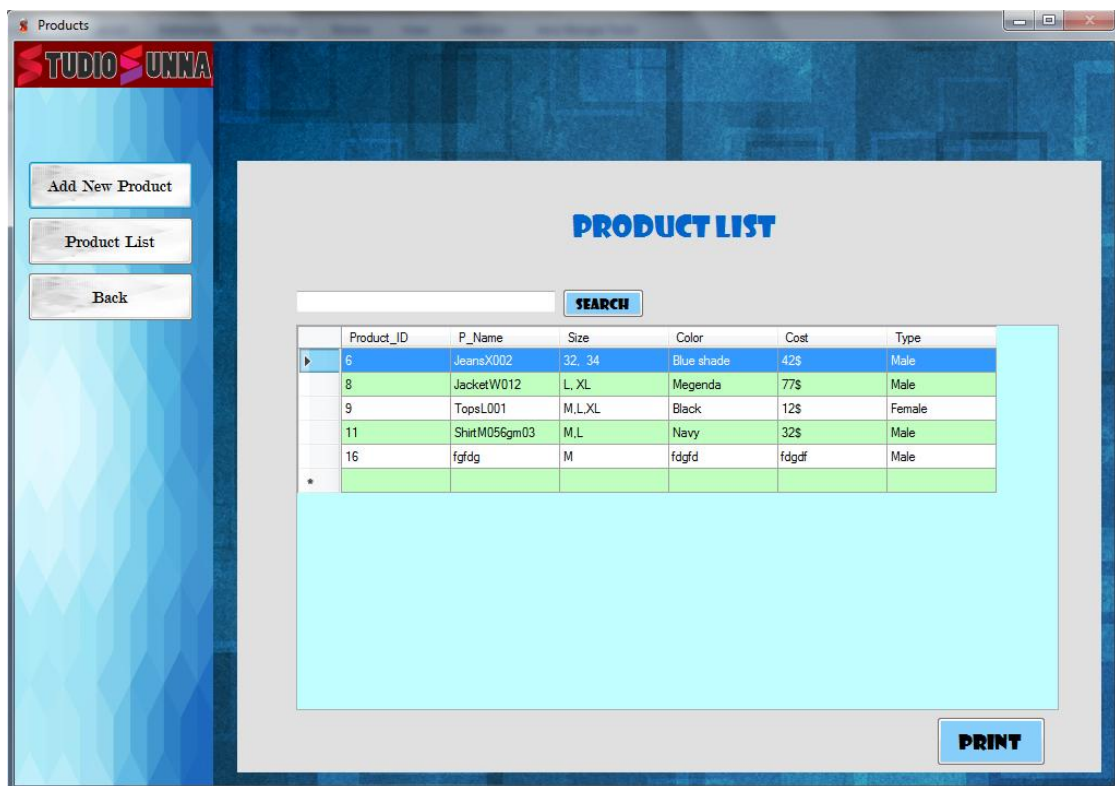 Products
STUDIO SUNNA
Add New Product
Product List
Back
PRODUCT LIST
SEARCH
Product_ID P_Name Size Color Cost Type
6 JeansX002 32, 34 Blue shade 42$ Male
8 JacketW012 L, XL Megenda 77$ Male
9 TopsL001 M,L,XL Black 12$ Female
11 ShirtM056gm03 M,L Navy 32$ Male
16 fgfdg M fdgfd fdgdf Male
PRINT